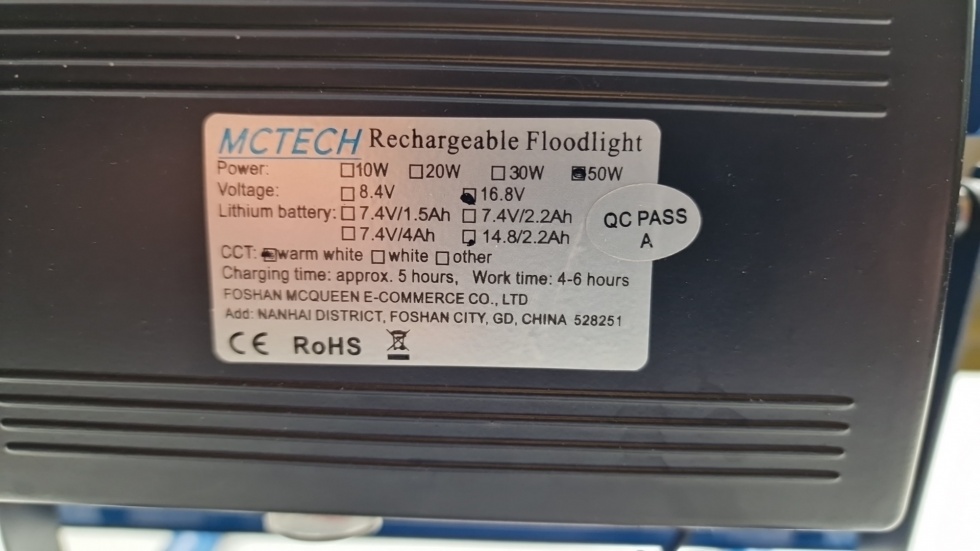 MCTECH Rechargeable Floodlight
Power: ☐10W ☐20W ☐30W ☑50W
Voltage: ☐8.4V ☑16.8V
Lithium battery: ☐7.4V/1.5Ah ☐7.4V/2.2Ah
☐7.4V/4Ah ☑14.8/2.2Ah
CCT: ☑warm white ☐white ☐other
Charging time: approx. 5 hours, Work time: 4-6 hours
FOSHAN MCQUEEN E-COMMERCE CO., LTD
Add: NANHAI DISTRICT, FOSHAN CITY, GD, CHINA 528251
CE RoHS
QC PASS
A